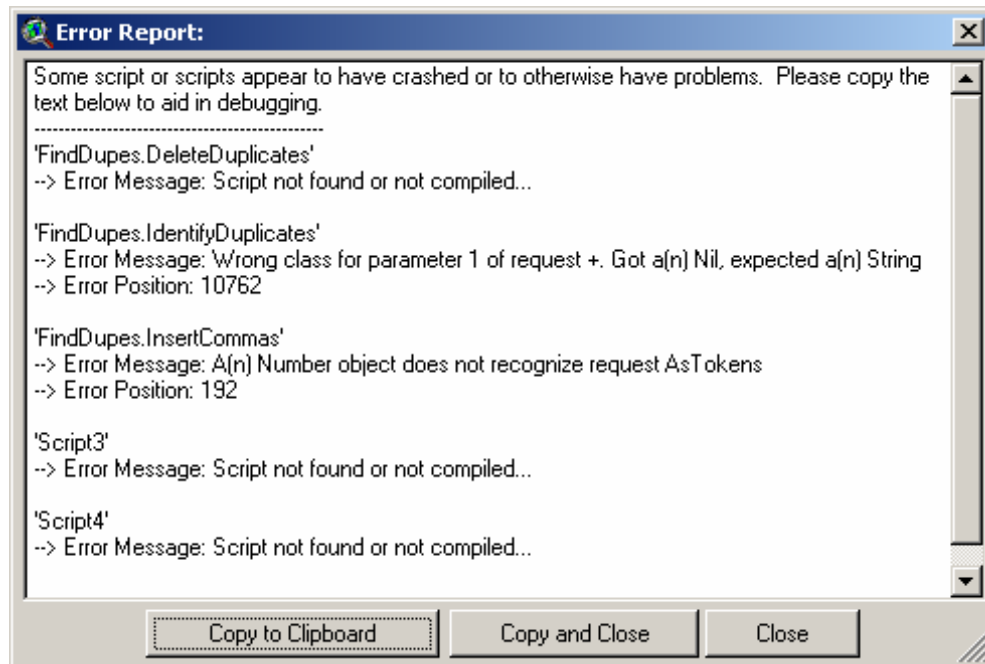 Error Report:
Some script or scripts appear to have crashed or to otherwise have problems.  Please copy the
text below to aid in debugging.
------------------------------------------------
'FindDupes.DeleteDuplicates'
--> Error Message: Script not found or not compiled...
'FindDupes.IdentifyDuplicates'
--> Error Message: Wrong class for parameter 1 of request +. Got a(n) Nil, expected a(n) String
--> Error Position: 10762
'FindDupes.InsertCommas'
--> Error Message: A(n) Number object does not recognize request AsTokens
--> Error Position: 192
'Script3'
--> Error Message: Script not found or not compiled...
'Script4'
--> Error Message: Script not found or not compiled...
Copy to Clipboard
Copy and Close
Close